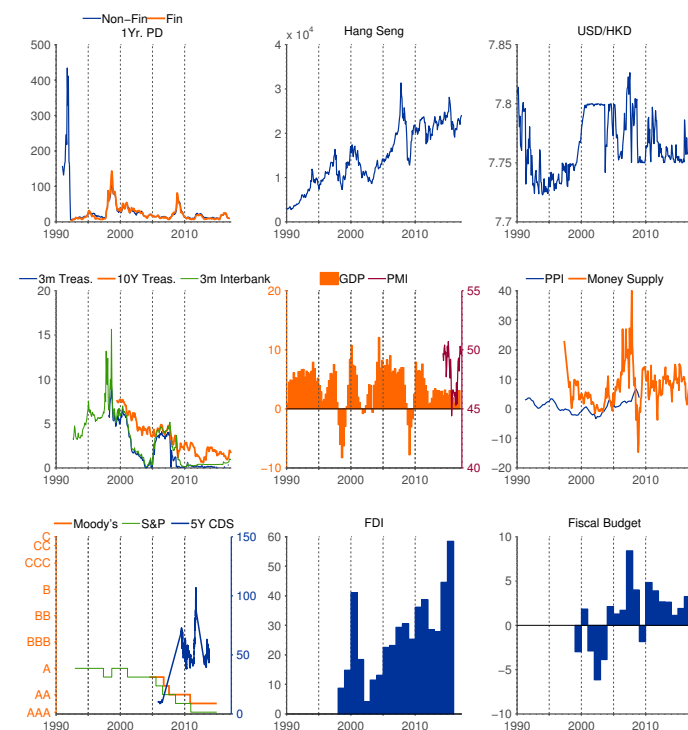 Non−Fin Fin
1Yr. PD
500
400
300
200
100
0
1990 2000 2010
Hang Seng
x 10^4
4
3
2
1
0
1990 2000 2010
USD/HKD
7.85
7.8
7.75
7.7
1990 2000 2010
3m Treas. 10Y Treas. 3m Interbank
20
15
10
5
0
1990 2000 2010
GDP PMI
20 55
10 50
0 45
−10 40
1990 2000 2010
PPI Money Supply
40
30
20
10
0
−10
−20
1990 2000 2010
Moody's S&P 5Y CDS
C 150
CC
CCC
B 100
BB
BBB
A 50
AA
AAA 0
1990 2000 2010
FDI
60
50
40
30
20
10
0
1990 2000 2010
Fiscal Budget
10
5
0
−5
−10
1990 2000 2010